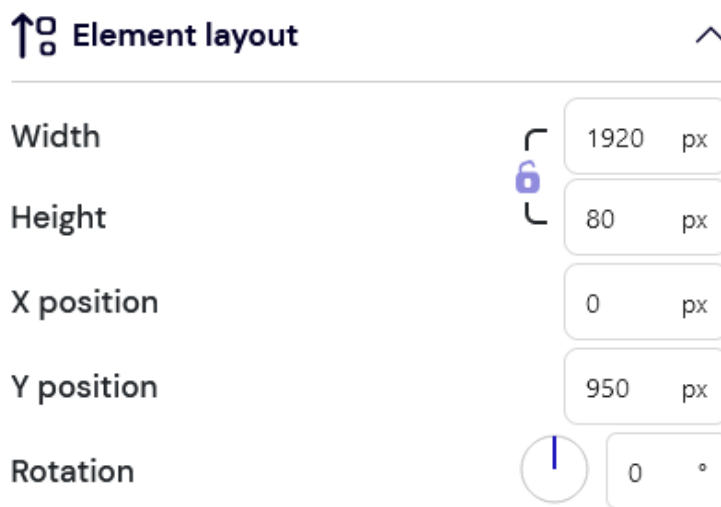 Element layout
Width 1920 px
Height 80 px
X position 0 px
Y position 950 px
Rotation 0 °